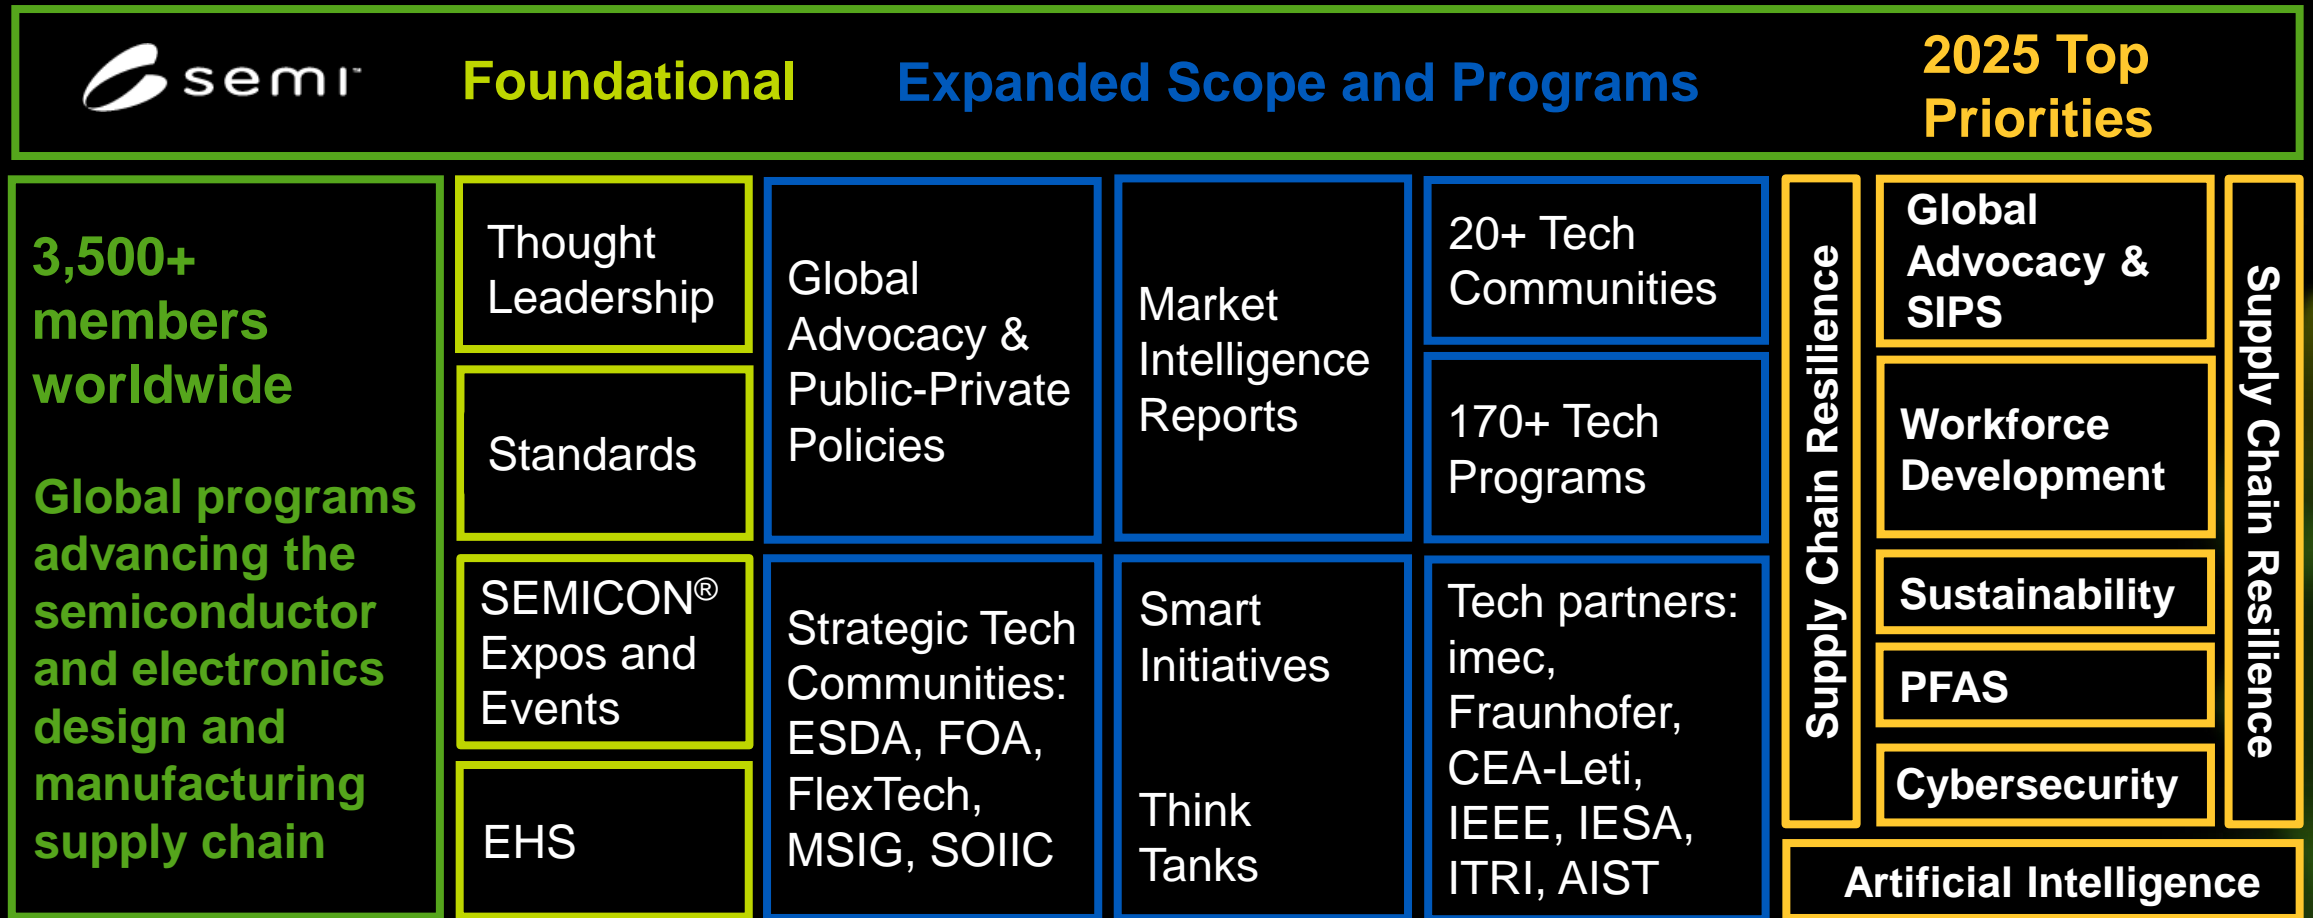 semi™
Foundational
Expanded Scope and Programs
2025 Top
Priorities
3,500+
members
worldwide
Global programs
advancing the
semiconductor
and electronics
design and
manufacturing
supply chain
Thought
Leadership
Standards
SEMICON®
Expos and
Events
EHS
Global
Advocacy &
Public-Private
Policies
Strategic Tech
Communities:
ESDA, FOA,
FlexTech,
MSIG, SOIIC
Market
Intelligence
Reports
Smart
Initiatives
Think
Tanks
20+ Tech
Communities
170+ Tech
Programs
Tech partners:
imec,
Fraunhofer,
CEA-Leti,
IEEE, IESA,
ITRI, AIST
Supply Chain Resilience
Global
Advocacy &
SIPS
Workforce
Development
Sustainability
PFAS
Cybersecurity
Supply Chain Resilience
Artificial Intelligence